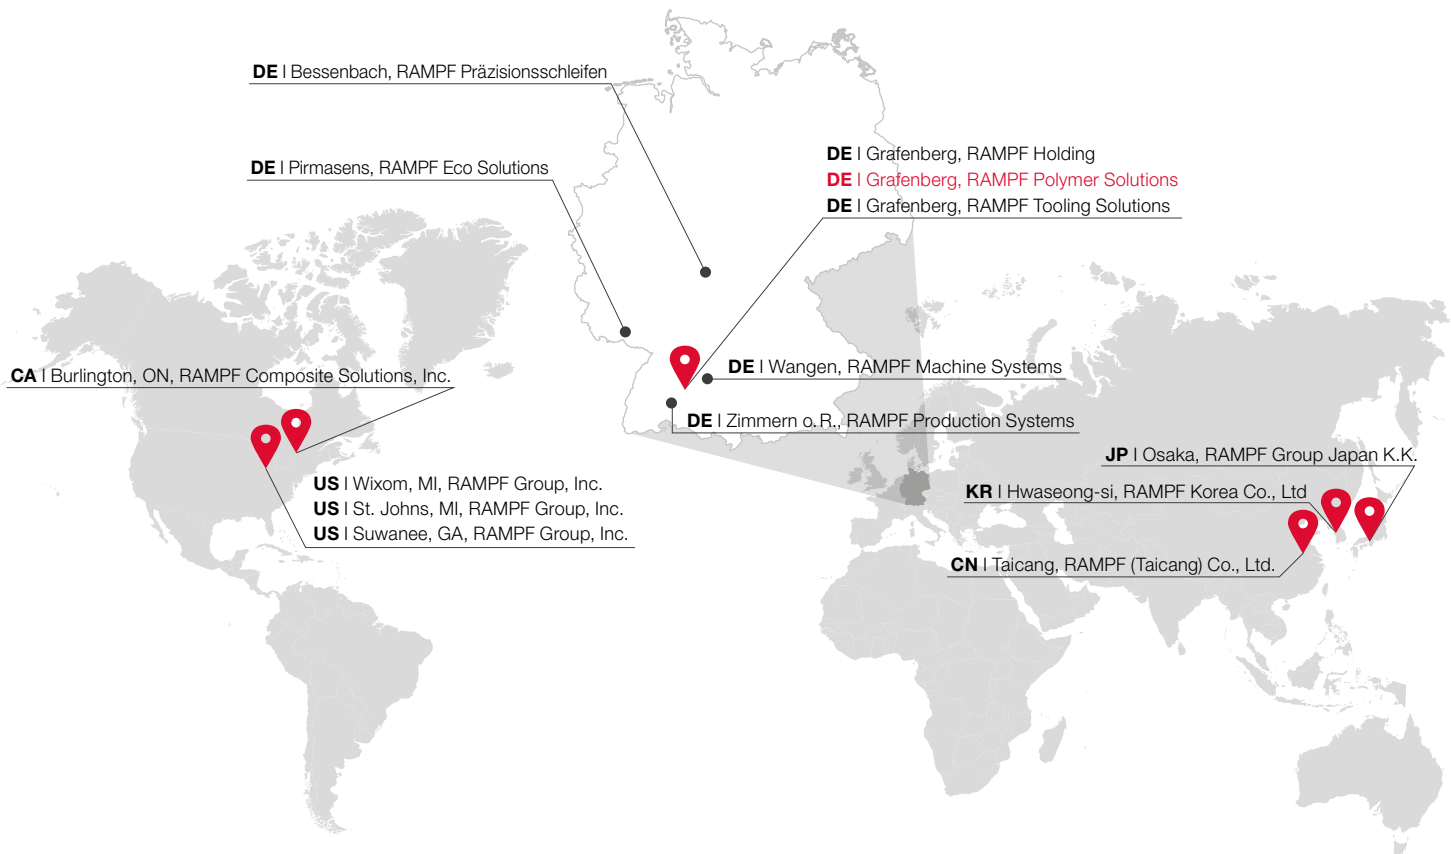 DE I Bessenbach, RAMPF Präzisionsschleifen
DE I Pirmasens, RAMPF Eco Solutions
DE I Grafenberg, RAMPF Holding
DE I Grafenberg, RAMPF Polymer Solutions
DE I Grafenberg, RAMPF Tooling Solutions
CA I Burlington, ON, RAMPF Composite Solutions, Inc.
DE I Wangen, RAMPF Machine Systems
DE I Zimmern o. R., RAMPF Production Systems
US I Wixom, MI, RAMPF Group, Inc.
US I St. Johns, MI, RAMPF Group, Inc.
US I Suwanee, GA, RAMPF Group, Inc.
JP I Osaka, RAMPF Group Japan K.K.
KR I Hwaseong-si, RAMPF Korea Co., Ltd
CN I Taicang, RAMPF (Taicang) Co., Ltd.